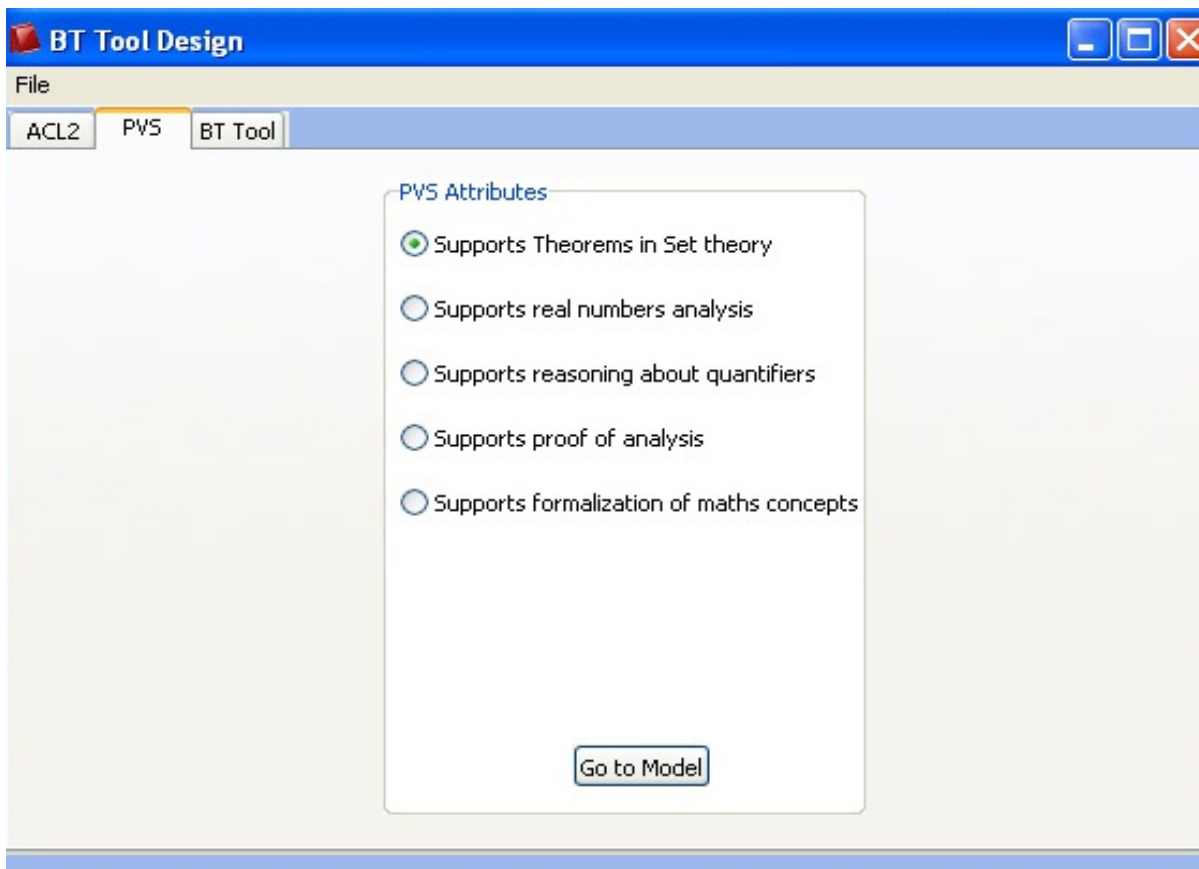 BT Tool Design
File
ACL2 PVS BT Tool
PVS Attributes
Supports Theorems in Set theory
Supports real numbers analysis
Supports reasoning about quantifiers
Supports proof of analysis
Supports formalization of maths concepts
Go to Model